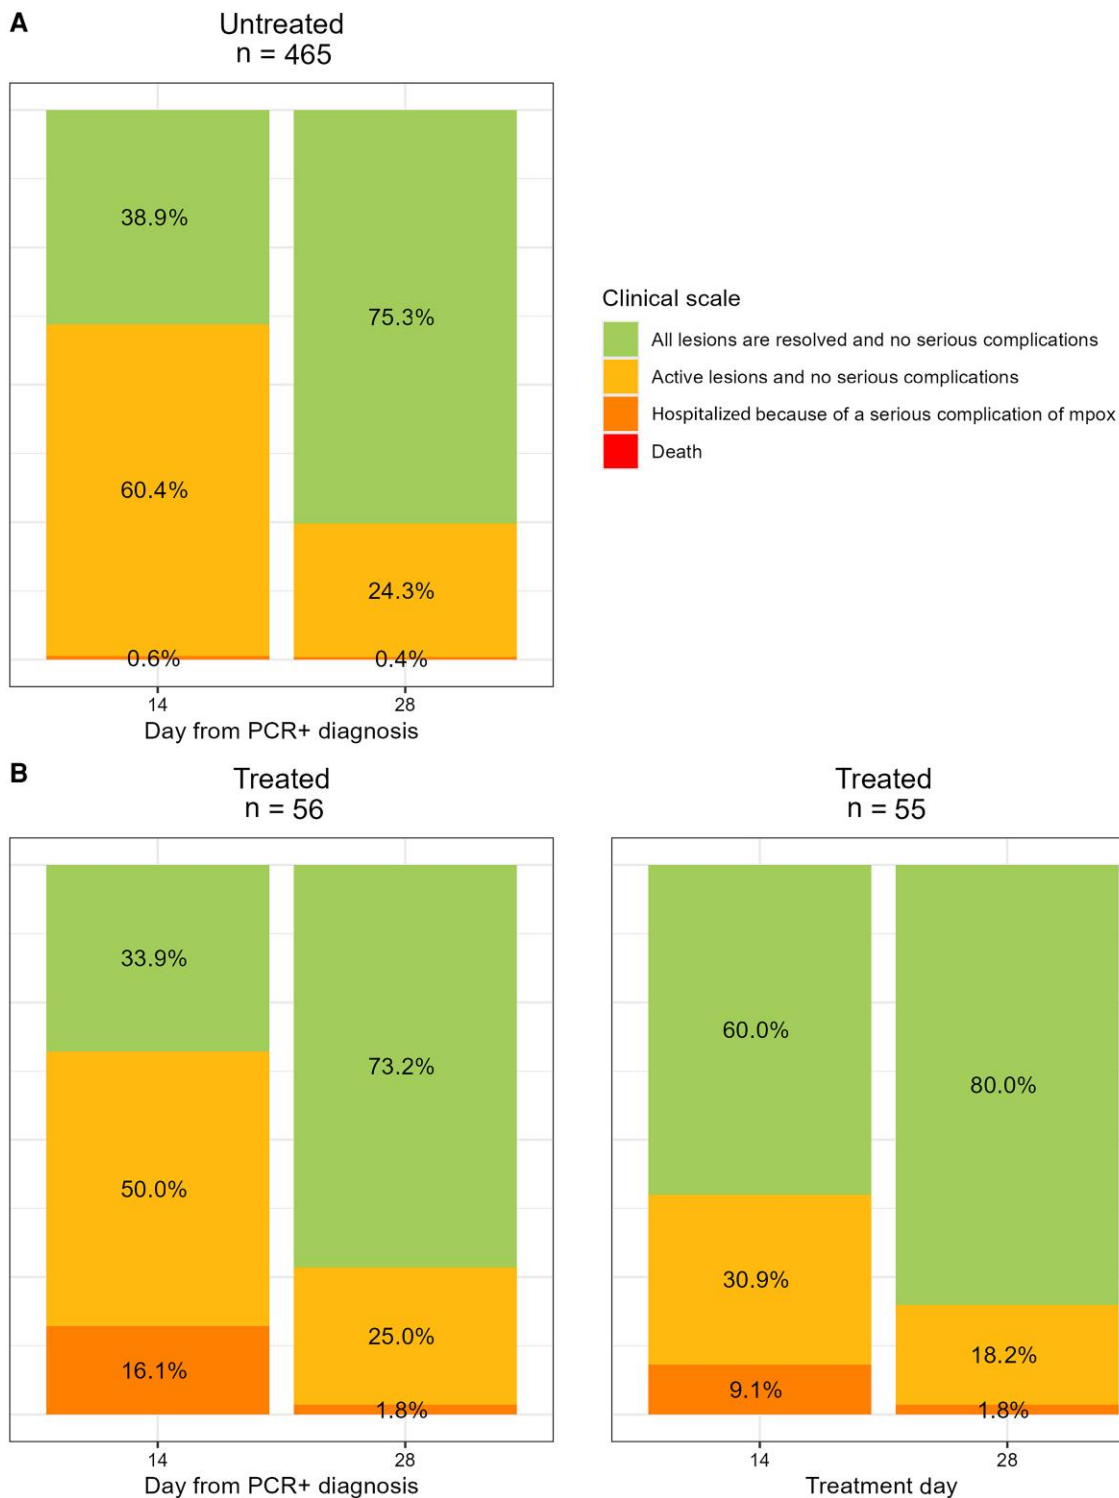 A
Untreated
n = 465
38.9%
75.3%
60.4%
24.3%
0.6%
0.4%
14
28
Day from PCR+ diagnosis
Clinical scale
All lesions are resolved and no serious complications
Active lesions and no serious complications
Hospitalized because of a serious complication of mpox
Death
B
Treated
n = 56
33.9%
73.2%
50.0%
25.0%
16.1%
1.8%
14
28
Day from PCR+ diagnosis
Treated
n = 55
60.0%
80.0%
30.9%
18.2%
9.1%
1.8%
14
28
Treatment day